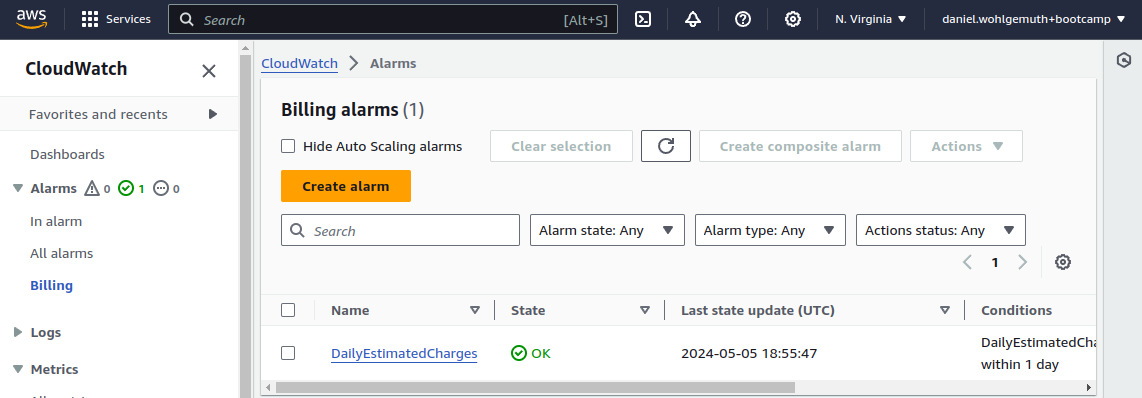 aws
Services
Search
[Alt+S]
N. Virginia
daniel.wohlgemuth+bootcamp
CloudWatch
Favorites and recents
Dashboards
Alarms 0 1 0
In alarm
All alarms
Billing
Logs
Metrics
CloudWatch > Alarms
Billing alarms (1)
Hide Auto Scaling alarms
Clear selection
Create composite alarm
Actions
Create alarm
Search
Alarm state: Any
Alarm type: Any
Actions status: Any
1
Name
State
Last state update (UTC)
Conditions
DailyEstimatedCharges
OK
2024-05-05 18:55:47
DailyEstimatedCha
within 1 day